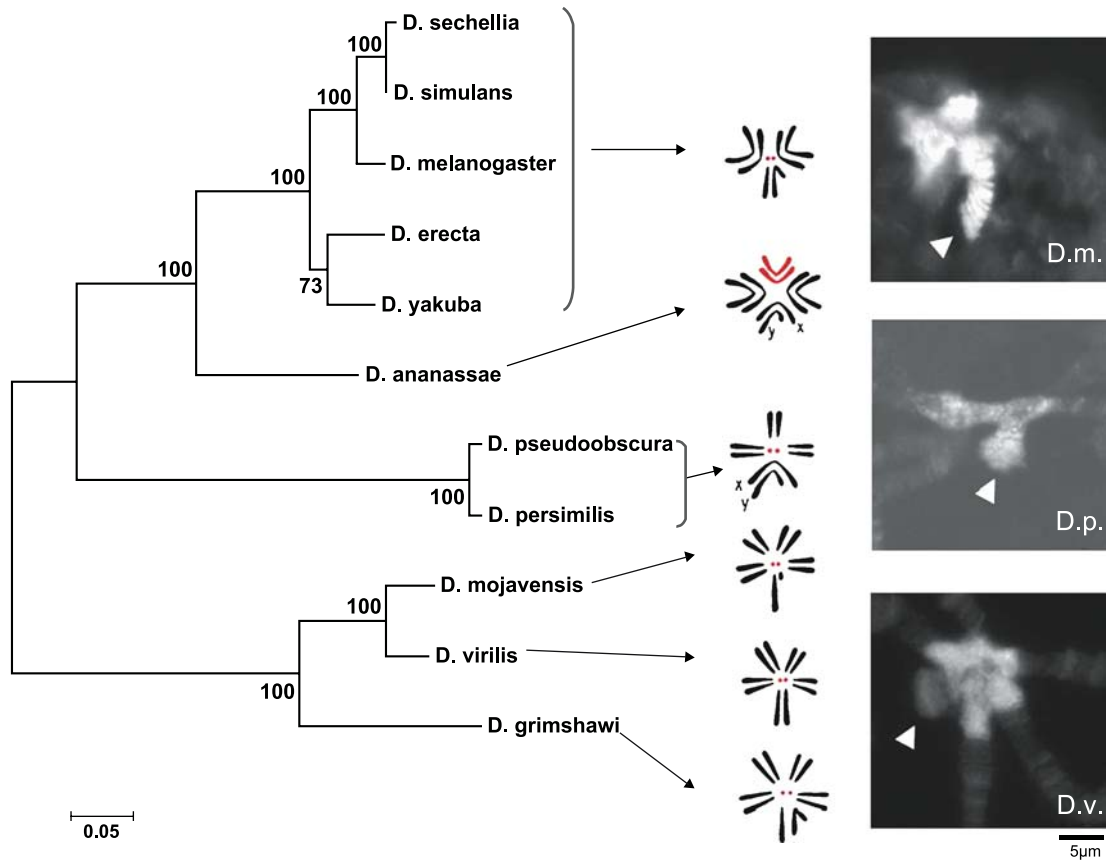 D. sechellia
100
D. simulans
100
D. melanogaster
100
D. erecta
100
73
D. yakuba
y x
D. ananassae
D. pseudoobscura
x
y
100
D. persimilis
D. mojavensis
100
D. virilis
100
D. grimshawi
0.05
D.m.
D.p.
D.v.
5µm